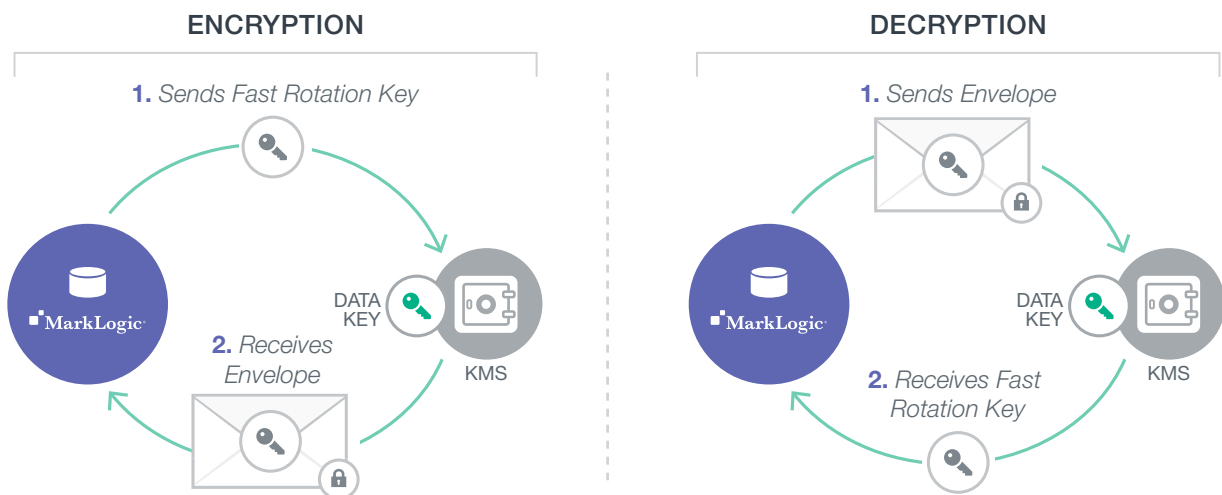 ENCRYPTION
1. Sends Fast Rotation Key
MarkLogic
DATA
KEY
KMS
2. Receives
Envelope
DECRYPTION
1. Sends Envelope
MarkLogic
DATA
KEY
KMS
2. Receives Fast
Rotation Key